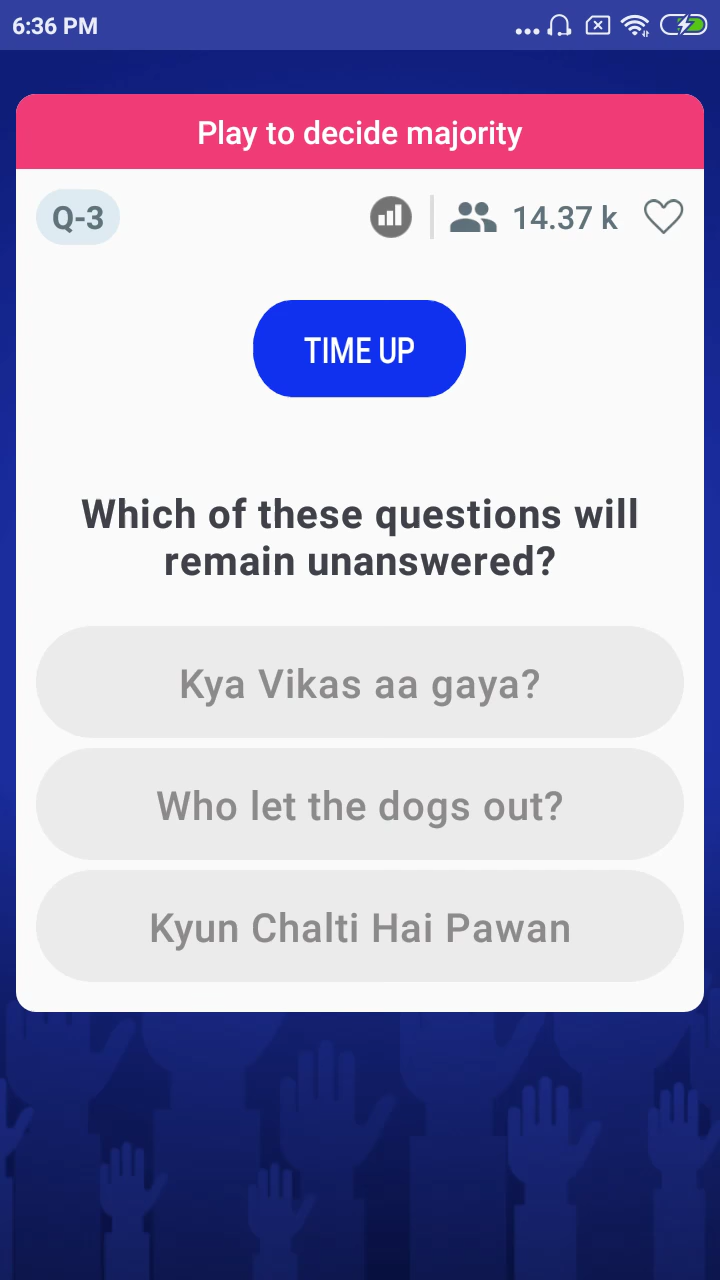 6:36 PM
Play to decide majority
Q-3
14.37 k
TIME UP
Which of these questions will
remain unanswered?
Kya Vikas aa gaya?
Who let the dogs out?
Kyun Chalti Hai Pawan